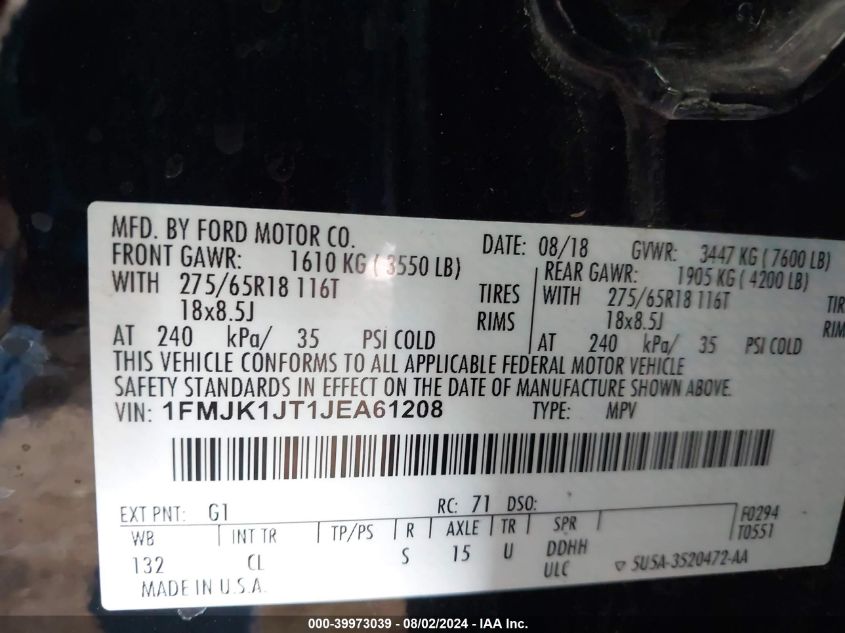 MFD. BY FORD MOTOR CO. DATE: 08/18 GVWR: 3447 KG ( 7600 LB)
FRONT GAWR: 1610 KG ( 3550 LB) REAR GAWR: 1905 KG ( 4200 LB)
WITH 275/65R18 116T TIRES WITH 275/65R18 116T TIR
18x8.5J RIMS 18x8.5J RIM
AT 240 kPa/ 35 PSI COLD AT 240 kPa/ 35 PSI COLD
THIS VEHICLE CONFORMS TO ALL APPLICABLE FEDERAL MOTOR VEHICLE
SAFETY STANDARDS IN EFFECT ON THE DATE OF MANUFACTURE SHOWN ABOVE.
VIN: 1FMJK1JT1JEA61208 TYPE: MPV
EXT PNT: G1 RC: 71 DSO: F0294
WB INT TR TP/PS R AXLE TR SPR T0551
132 CL S 15 U DDHH
ULC ▽ 5U5A-3520472-AA
MADE IN U.S.A.
000-39973039 - 08/02/2024 - IAA Inc.